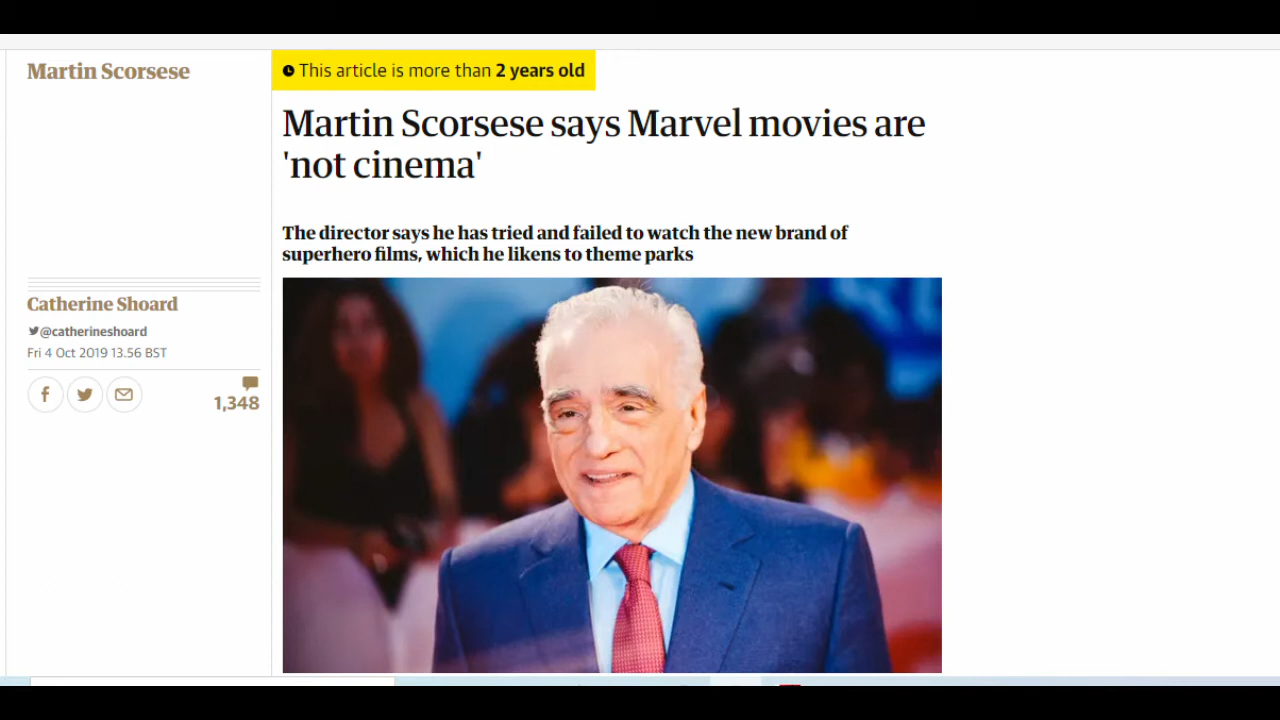 Martin Scorsese
This article is more than 2 years old
Martin Scorsese says Marvel movies are
'not cinema'
The director says he has tried and failed to watch the new brand of
superhero films, which he likens to theme parks
Catherine Shoard
@catherineshoard
Fri 4 Oct 2019 13.56 BST
1,348